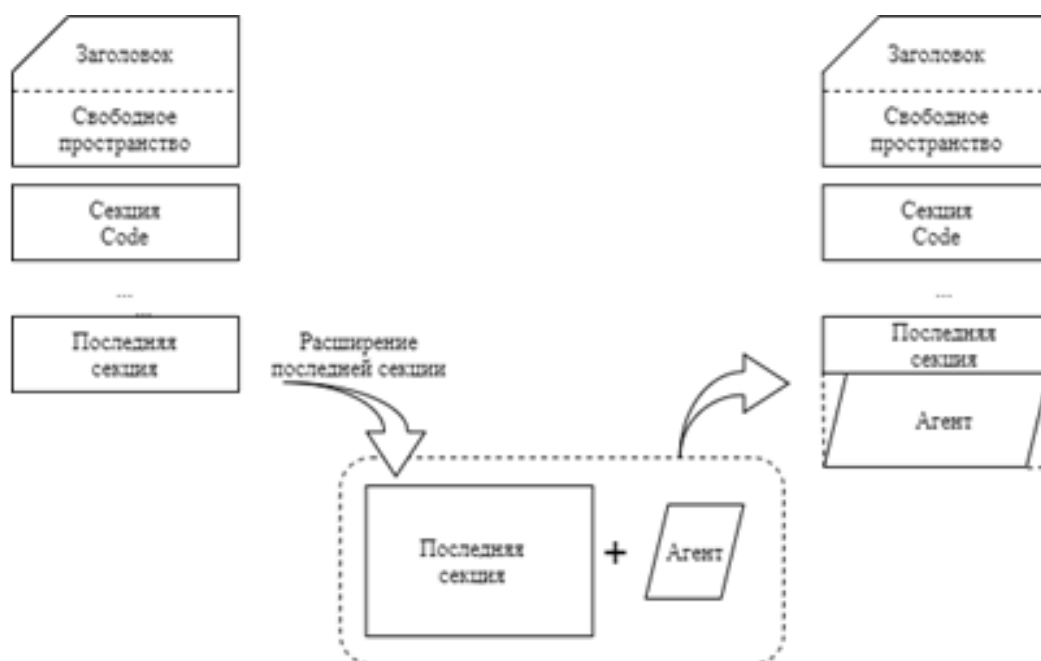 Заголовок
Свободное
пространство
Секция
Code
...
...
Последняя
секция
Расширение
последней секции
Последняя
секция
+
Агент
Заголовок
Свободное
пространство
Секция
Code
...
Последняя
секция
Агент